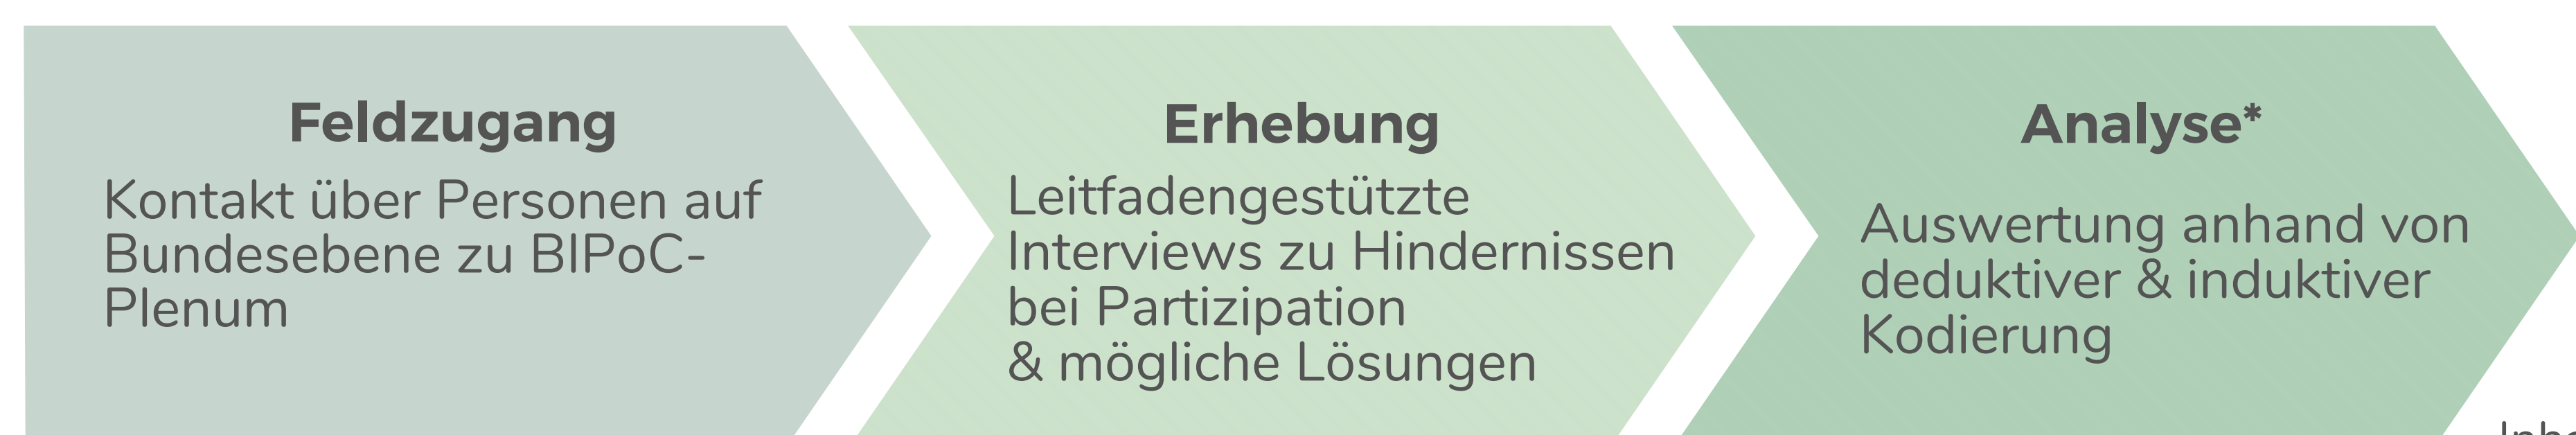 Feldzugang
Kontakt über Personen auf
Bundesebene zu BIPoC-
Plenum
Erhebung
Leitfadengestützte
Interviews zu Hindernissen
bei Partizipation
& mögliche Lösungen
Analyse*
Auswertung anhand von
deduktiver & induktiver
Kodierung